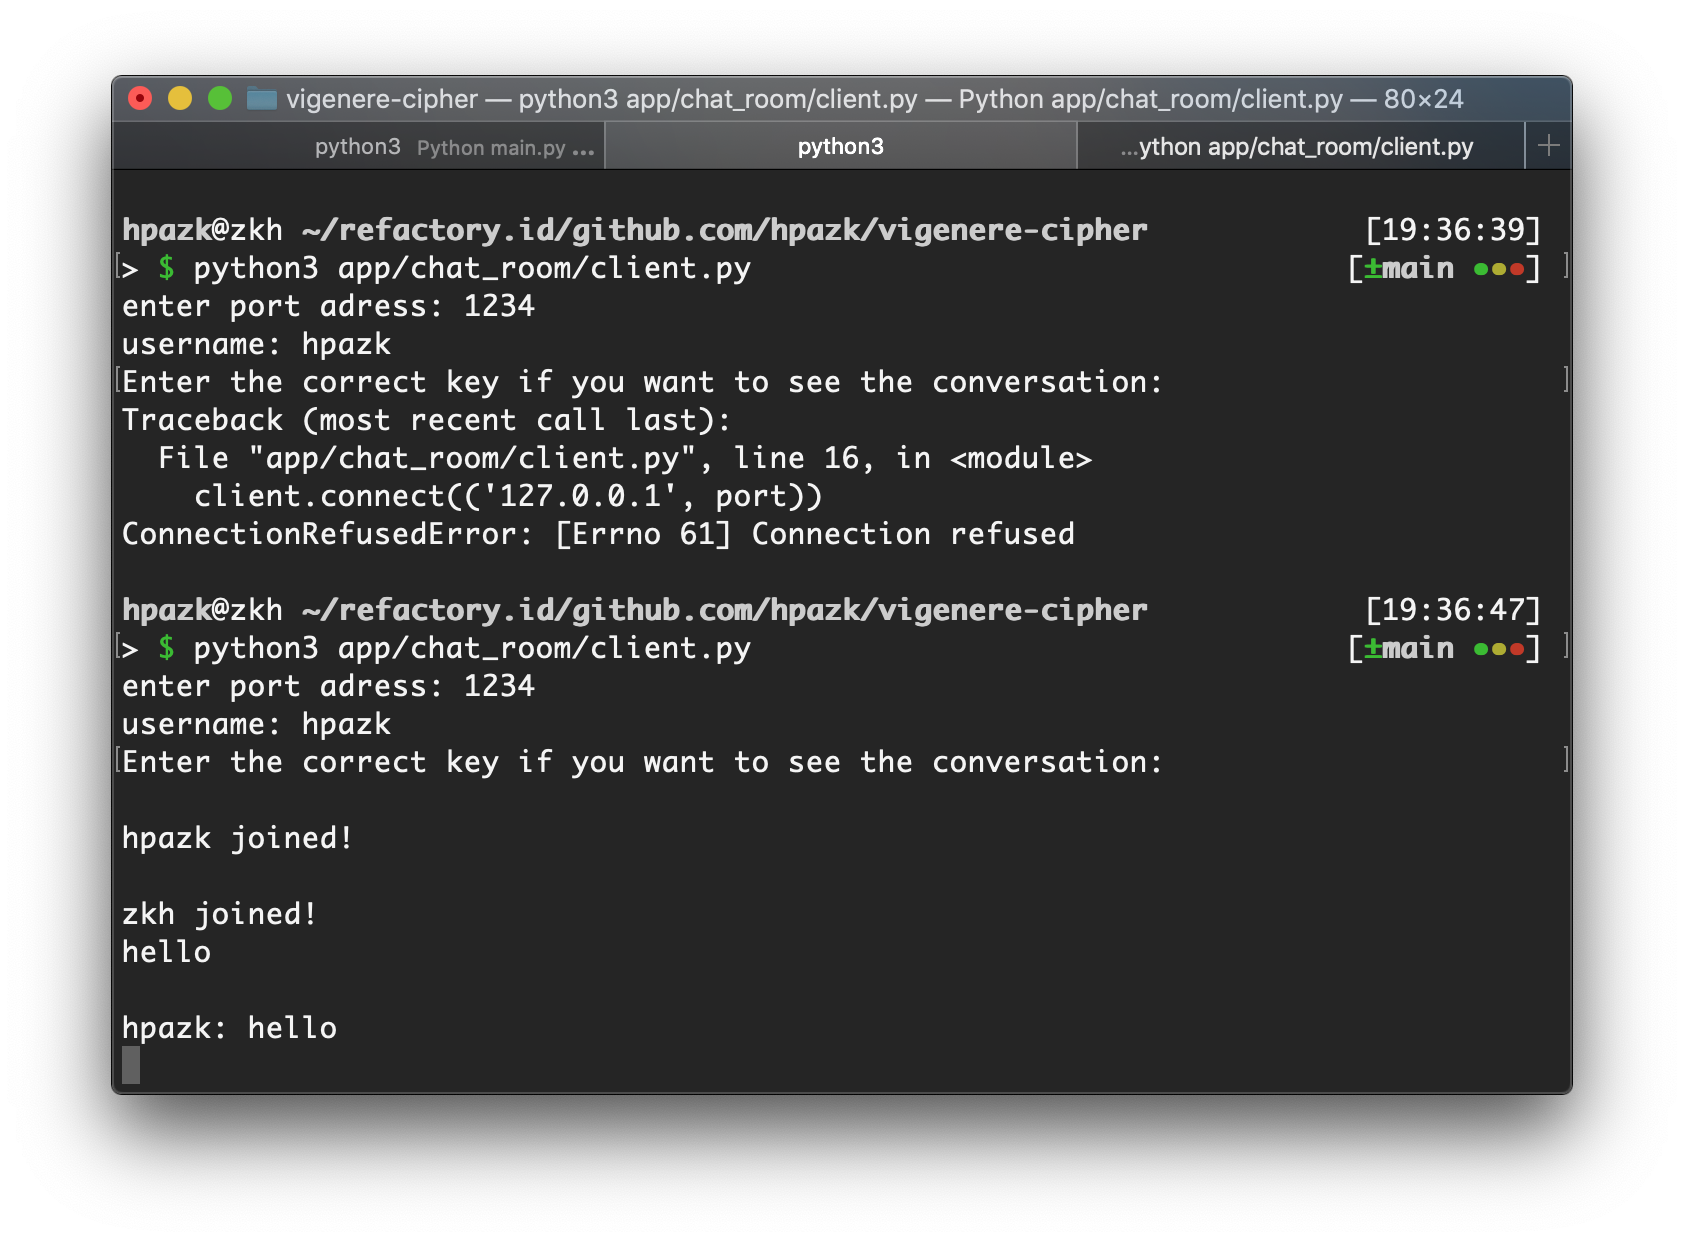 vigenere-cipher — python3 app/chat_room/client.py — Python app/chat_room/client.py — 80×24
python3 Python main.py ... python3 ...ython app/chat_room/client.py +
hpazk@zkh ~/refactory.id/github.com/hpazk/vigenere-cipher [19:36:39]
[> $ python3 app/chat_room/client.py [±main ●●●] ]
enter port adress: 1234
username: hpazk
[Enter the correct key if you want to see the conversation: ]
Traceback (most recent call last):
  File "app/chat_room/client.py", line 16, in <module>
    client.connect(('127.0.0.1', port))
ConnectionRefusedError: [Errno 61] Connection refused
hpazk@zkh ~/refactory.id/github.com/hpazk/vigenere-cipher [19:36:47]
[> $ python3 app/chat_room/client.py [±main ●●●] ]
enter port adress: 1234
username: hpazk
[Enter the correct key if you want to see the conversation: ]
hpazk joined!
zkh joined!
hello
hpazk: hello